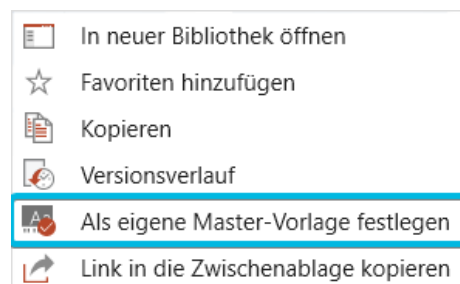 In neuer Bibliothek öffnen
Favoriten hinzufügen
Kopieren
Versionsverlauf
Als eigene Master-Vorlage festlegen
Link in die Zwischenablage kopieren